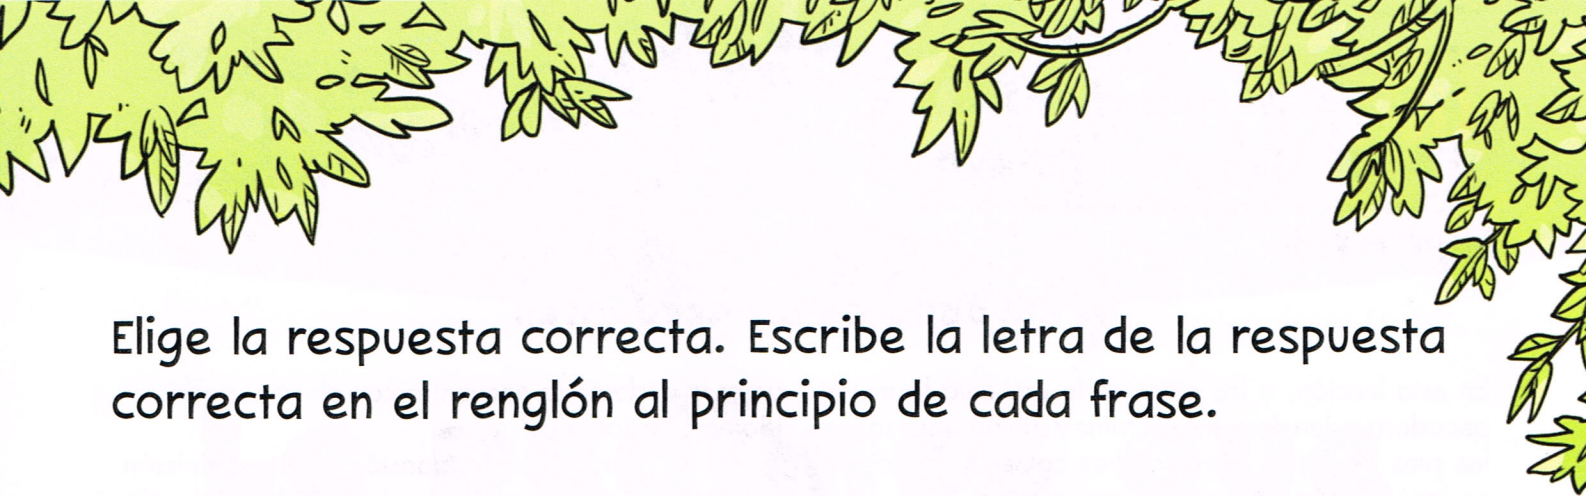 Elige la respuesta correcta. Escribe la letra de la respuesta
correcta en el renglón al principio de cada frase.